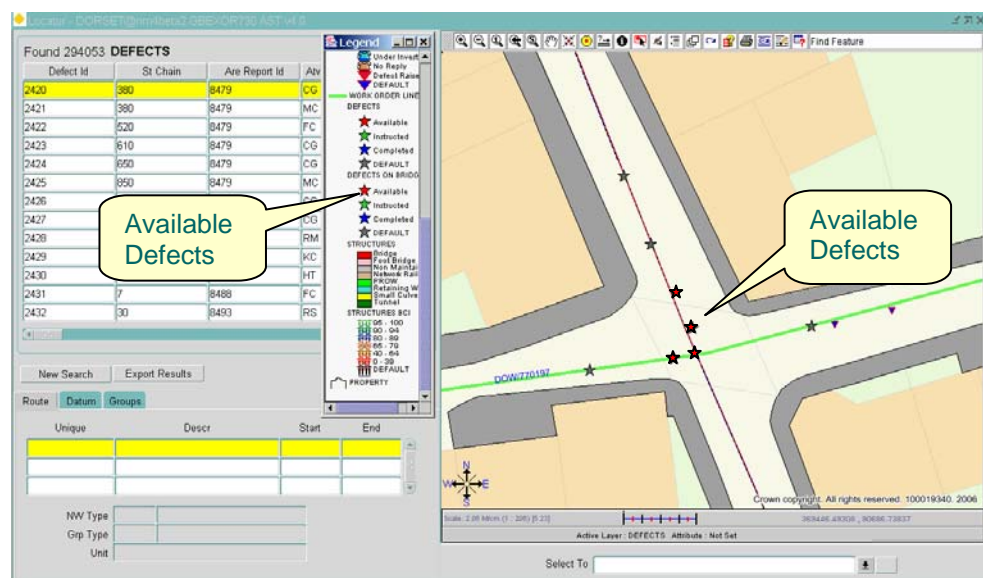 Locator - DORSET@nm4beta3.GBEXOR730.AST v4.0
Found 294053 DEFECTS
Defect Id St Chain Are Report Id Atv
2420 380 8479 CG
2421 380 8479 MC
2422 520 8479 FC
2423 610 8479 CG
2424 650 8479 CG
2425 850 8479 MC
2426
2427 CG
2428 RM
2429 KC
2430 HT
2431 7 8488 FC
2432 30 8493 RS
New Search Export Results
Route Datum Groups
Unique Descr Start End
NW Type
Grp Type
Unit
Legend
Under Invert
No Reply
Defect Raise
DEFAULT
WORK ORDER LINE
DEFECTS
Available
Instructed
Completed
DEFAULT
DEFECTS ON BRIDG
Available
Instructed
Completed
DEFAULT
STRUCTURES
Bridge
Foot Bridge
Non Maintai
Network Rail
PROW
Retaining W
Small Culve
Tunnel
STRUCTURES BCI
95 - 100
90 - 94
80 - 89
65 - 79
40 - 64
0 - 39
DEFAULT
PROPERTY
Available
Defects
Find Feature
Available
Defects
DOW/770197
N
W E
S
Crown copyright. All rights reserved. 100019340. 2006
Active Layer : DEFECTS Attribute : Not Set
Select To